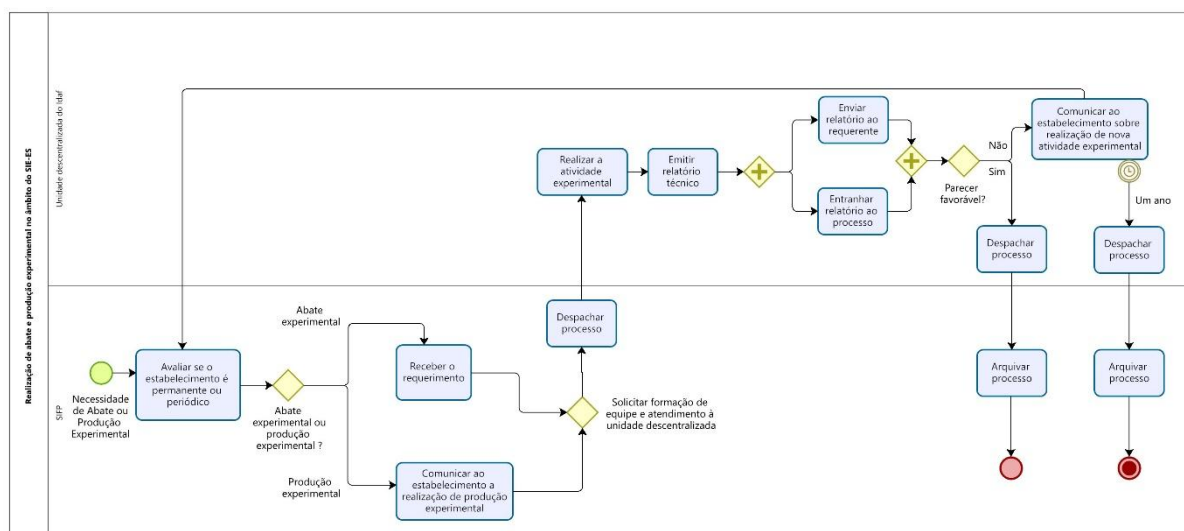 Realização de abate e produção experimental no âmbito do SIE-ES
Unidade descentralizada do Idaf
Comunicar ao
estabelecimento sobre
realização de nova
atividade experimental
Enviar
relatório ao
requerente
Não
Sim
Realizar a
atividade
experimental
Emitir
relatório
técnico
Entranhar
relatório ao
processo
Parecer
favorável?
Um ano
Despachar
processo
Despachar
processo
SIFP
Abate
experimental
Despachar
processo
Avaliar se o
estabelecimento é
permanente ou
periódico
Receber o
requerimento
Arquivar
processo
Arquivar
processo
Necessidade
de Abate ou
Produção
Experimental
Abate
experimental ou
produção
experimental ?
Solicitar formação de
equipe e atendimento à
unidade descentralizada
Produção
experimental
Comunicar ao
estabelecimento a
realização de produção
experimental